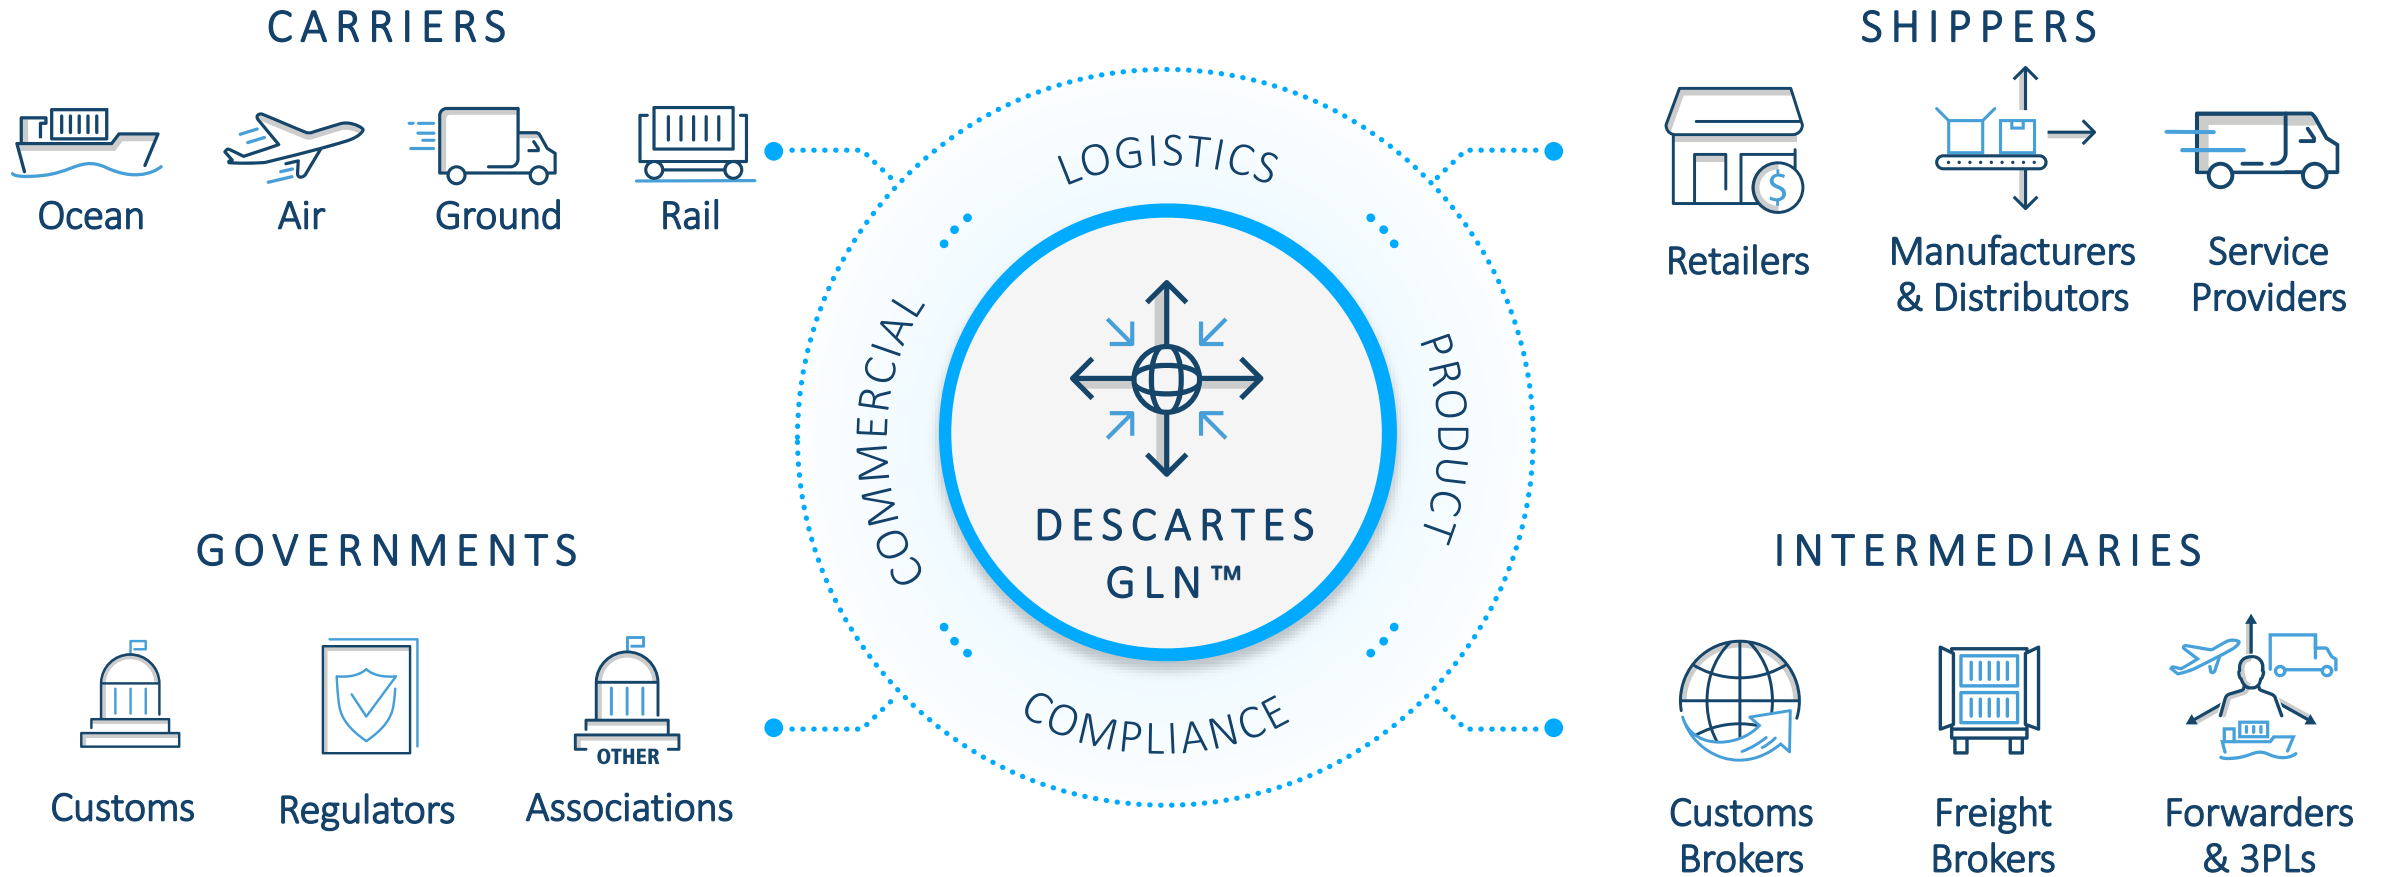 CARRIERS
Ocean
Air
Ground
Rail
SHIPPERS
Retailers
Manufacturers
& Distributors
Service
Providers
LOGISTICS
COMMERCIAL
PRODUCT
COMPLIANCE
DESCARTES
GLN™
GOVERNMENTS
Customs
Regulators
OTHER
Associations
INTERMEDIARIES
Customs
Brokers
Freight
Brokers
Forwarders
& 3PLs